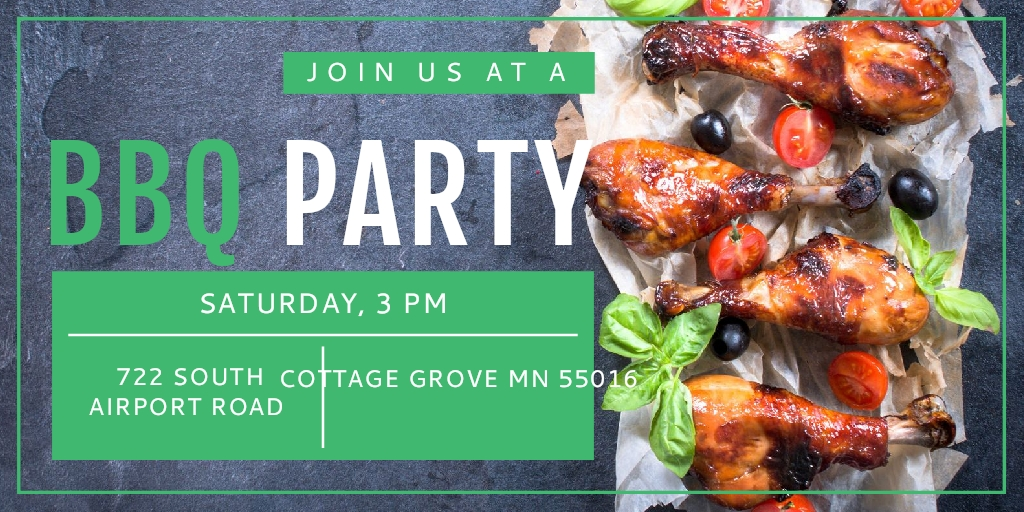 JOIN US AT A
BBQ PARTY
SATURDAY, 3 PM
722 SOUTH
AIRPORT ROAD
COTTAGE GROVE MN 55016